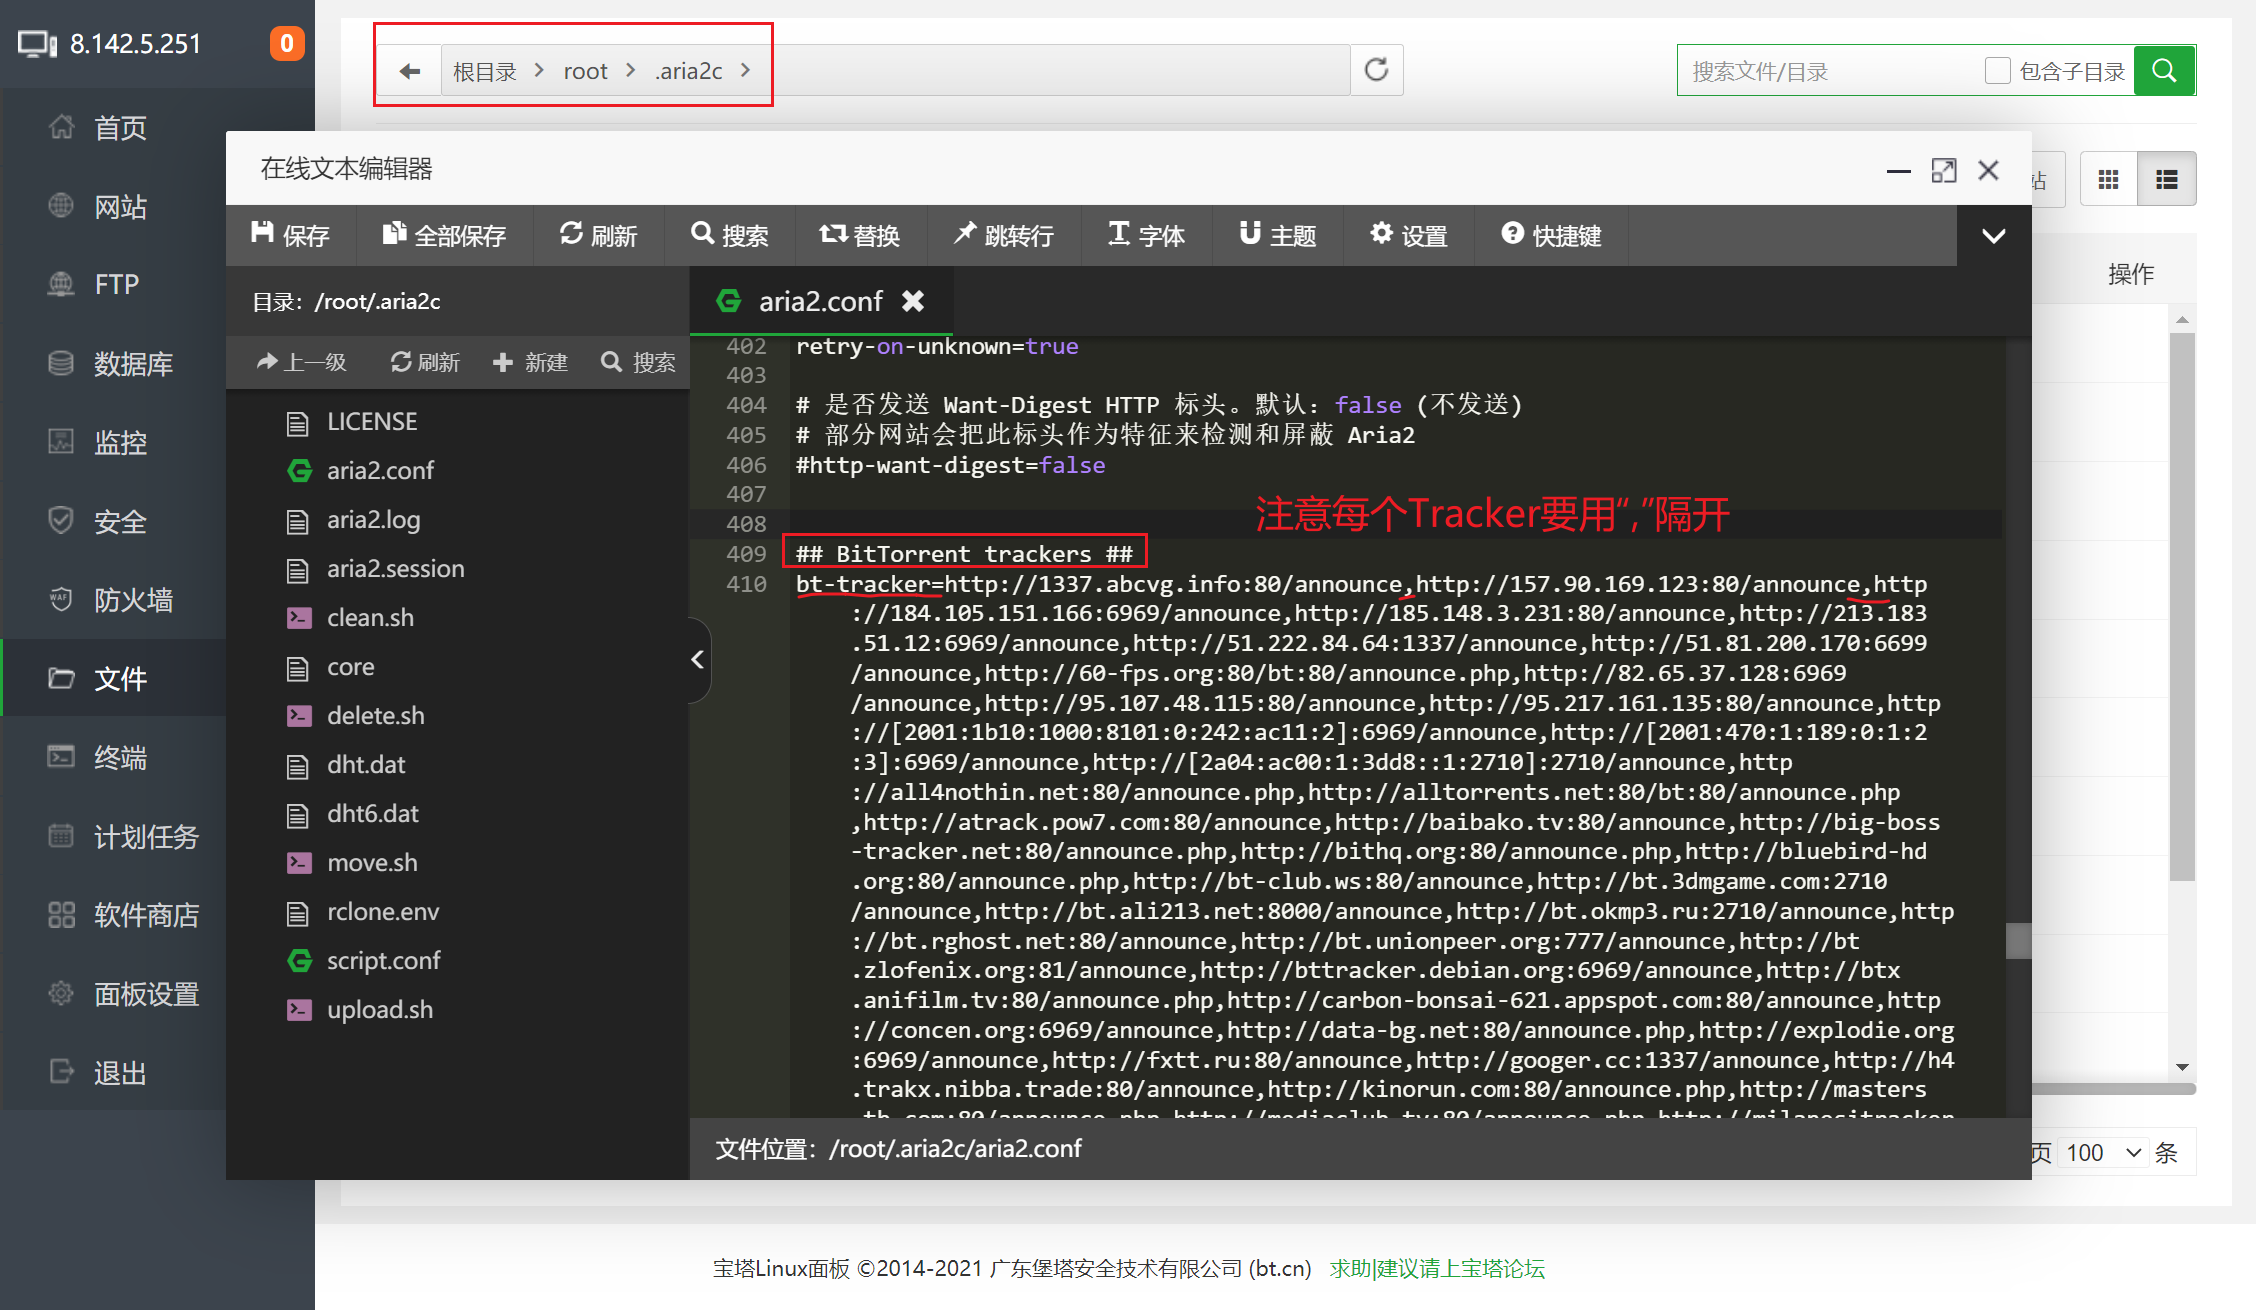 8.142.5.251
0
首页
网站
FTP
数据库
监控
安全
防火墙
文件
终端
计划任务
软件商店
面板设置
退出
根目录 > root > .aria2c >
搜索文件/目录
包含子目录
站
操作
在线文本编辑器
保存 全部保存 刷新 搜索 替换 跳转行 字体 主题 设置 快捷键
目录：/root/.aria2c
上一级 刷新 新建 搜索
LICENSE
aria2.conf
aria2.log
aria2.session
clean.sh
core
delete.sh
dht.dat
dht6.dat
move.sh
rclone.env
script.conf
upload.sh
aria2.conf
402 retry-on-unknown=true
403
404 # 是否发送 Want-Digest HTTP 标头。默认：false (不发送)
405 # 部分网站会把此标头作为特征来检测和屏蔽 Aria2
406 #http-want-digest=false
407
注意每个Tracker要用“,”隔开
408
409 ## BitTorrent trackers ##
410 bt-tracker=http://1337.abcvg.info:80/announce,http://157.90.169.123:80/announce,http
://184.105.151.166:6969/announce,http://185.148.3.231:80/announce,http://213.183
.51.12:6969/announce,http://51.222.84.64:1337/announce,http://51.81.200.170:6699
/announce,http://60-fps.org:80/bt:80/announce.php,http://82.65.37.128:6969
/announce,http://95.107.48.115:80/announce,http://95.217.161.135:80/announce,http
://[2001:1b10:1000:8101:0:242:ac11:2]:6969/announce,http://[2001:470:1:189:0:1:2
:3]:6969/announce,http://[2a04:ac00:1:3dd8::1:2710]:2710/announce,http
://all4nothin.net:80/announce.php,http://alltorrents.net:80/bt:80/announce.php
,http://atrack.pow7.com:80/announce,http://baibako.tv:80/announce,http://big-boss
-tracker.net:80/announce.php,http://bithq.org:80/announce.php,http://bluebird-hd
.org:80/announce.php,http://bt-club.ws:80/announce,http://bt.3dmgame.com:2710
/announce,http://bt.ali213.net:8000/announce,http://bt.okmp3.ru:2710/announce,http
://bt.rghost.net:80/announce,http://bt.unionpeer.org:777/announce,http://bt
.zlofenix.org:81/announce,http://bttracker.debian.org:6969/announce,http://btx
.anifilm.tv:80/announce.php,http://carbon-bonsai-621.appspot.com:80/announce,http
://concen.org:6969/announce,http://data-bg.net:80/announce.php,http://explodie.org
:6969/announce,http://fxtt.ru:80/announce,http://googer.cc:1337/announce,http://h4
.trakx.nibba.trade:80/announce,http://kinorun.com:80/announce.php,http://masters
-tb.com:80/announce.php,http://mediaclub.tv:80/announce.php,http://milanesitracker
文件位置：/root/.aria2c/aria2.conf
页 100 条
宝塔Linux面板 ©2014-2021 广东堡塔安全技术有限公司 (bt.cn) 求助|建议请上宝塔论坛